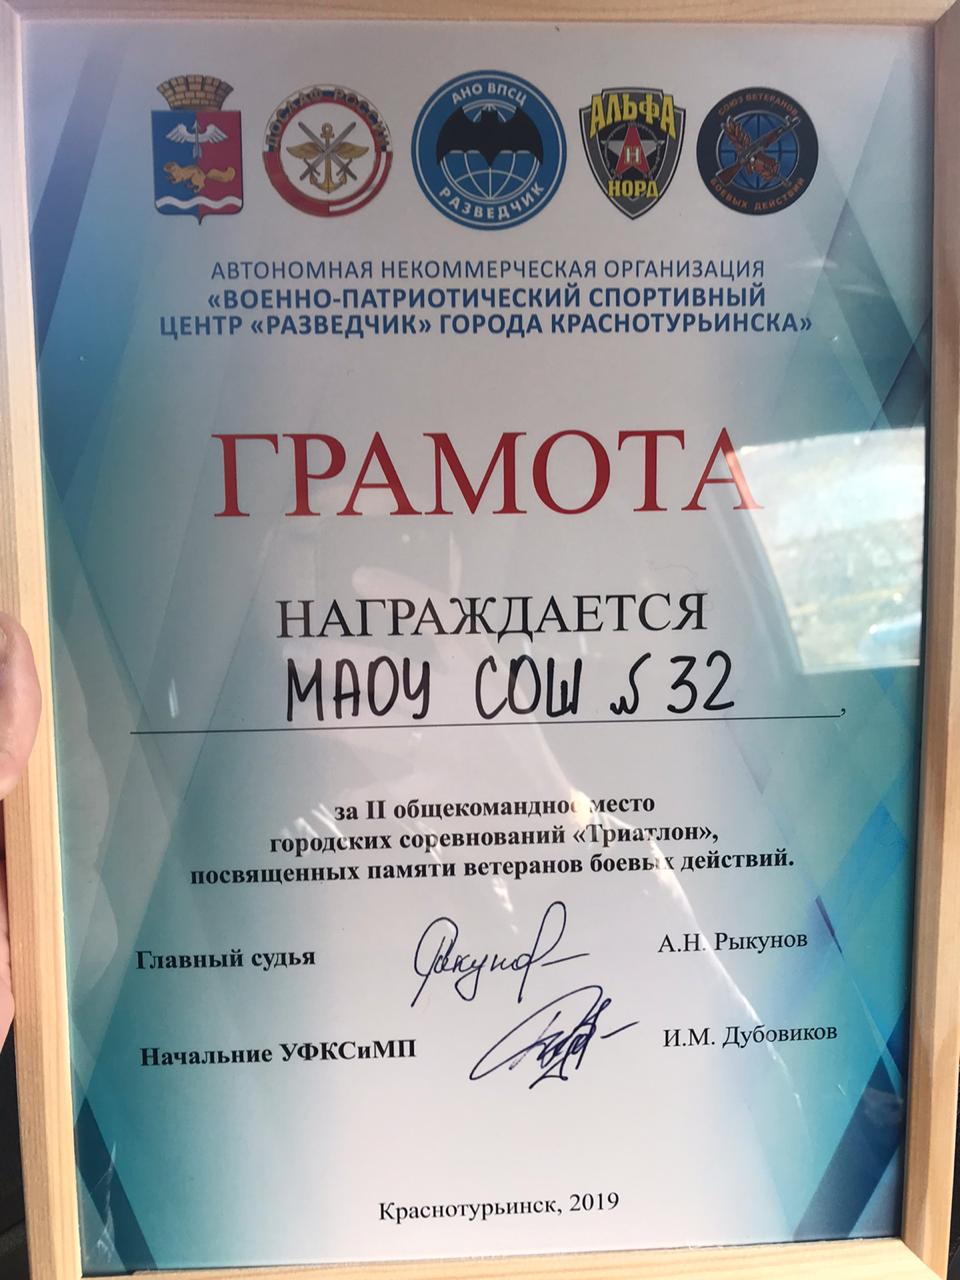 ДОСААФ РОССИИ
АНО ВПСЦ
РАЗВЕДЧИК
АЛЬФА
Н
НОРД
СОЮЗ ВЕТЕРАНОВ
БОЕВЫХ ДЕЙСТВИЙ
АВТОНОМНАЯ НЕКОММЕРЧЕСКАЯ ОРГАНИЗАЦИЯ
«ВОЕННО-ПАТРИОТИЧЕСКИЙ СПОРТИВНЫЙ
ЦЕНТР «РАЗВЕДЧИК» ГОРОДА КРАСНОТУРЬИНСКА»
ГРАМОТА
НАГРАЖДАЕТСЯ
МАОУ СОШ № 32 ,
за II общекомандное место
городских соревнований «Триатлон»,
посвященных памяти ветеранов боевых действий.
Главный судья А.Н. Рыкунов
Начальние УФКСиМП И.М. Дубовиков
Краснотурьинск, 2019